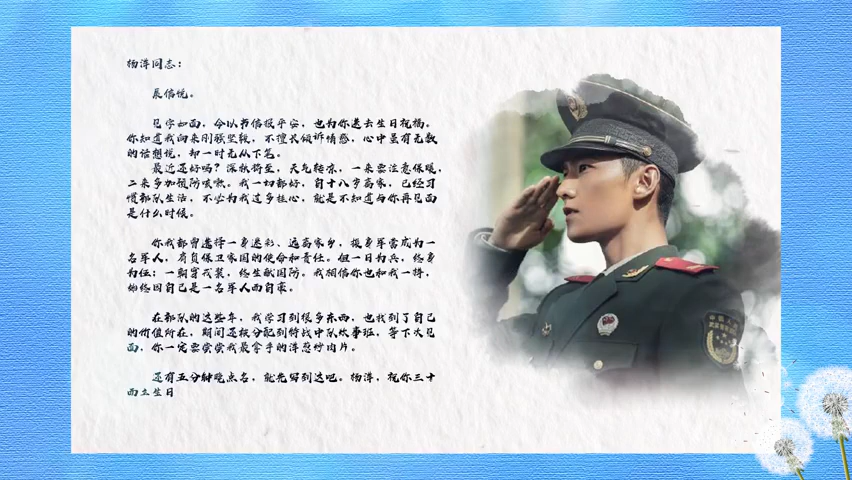 杨洋同志：
展信悦。
见字如面，今以书信报平安，也为你送去生日祝福。
你知道我向来刚毅坚毅，不擅长倾诉情感，心中虽有无数
的话想说，却一时无从下笔。
最近还好吗？深秋将至，天气转凉，一来要注意保暖，
二来多加预防咳嗽。我一切都好，自十八岁离家，已经习
惯部队生活，不必为我过多担心，就是不知道与你再见面
是什么时候。
你我都曾选择一身迷彩，远离家乡，投身军营成为一
名军人，肩负保卫家国的使命和责任。但一日为兵，终身
为伍；一朝穿戎装，终生献国防。我相信你也和我一样，
始终因自己是一名军人而自豪。
在部队的这些年，我学习到很多东西，也找到了自己
的价值所在，期间还被分配到特战中队炊事班，等下次见
面，你一定要尝尝我最拿手的洋葱炒肉片。
还有五分钟晚点名，就先写到这吧。杨洋，祝你三十
而立生日